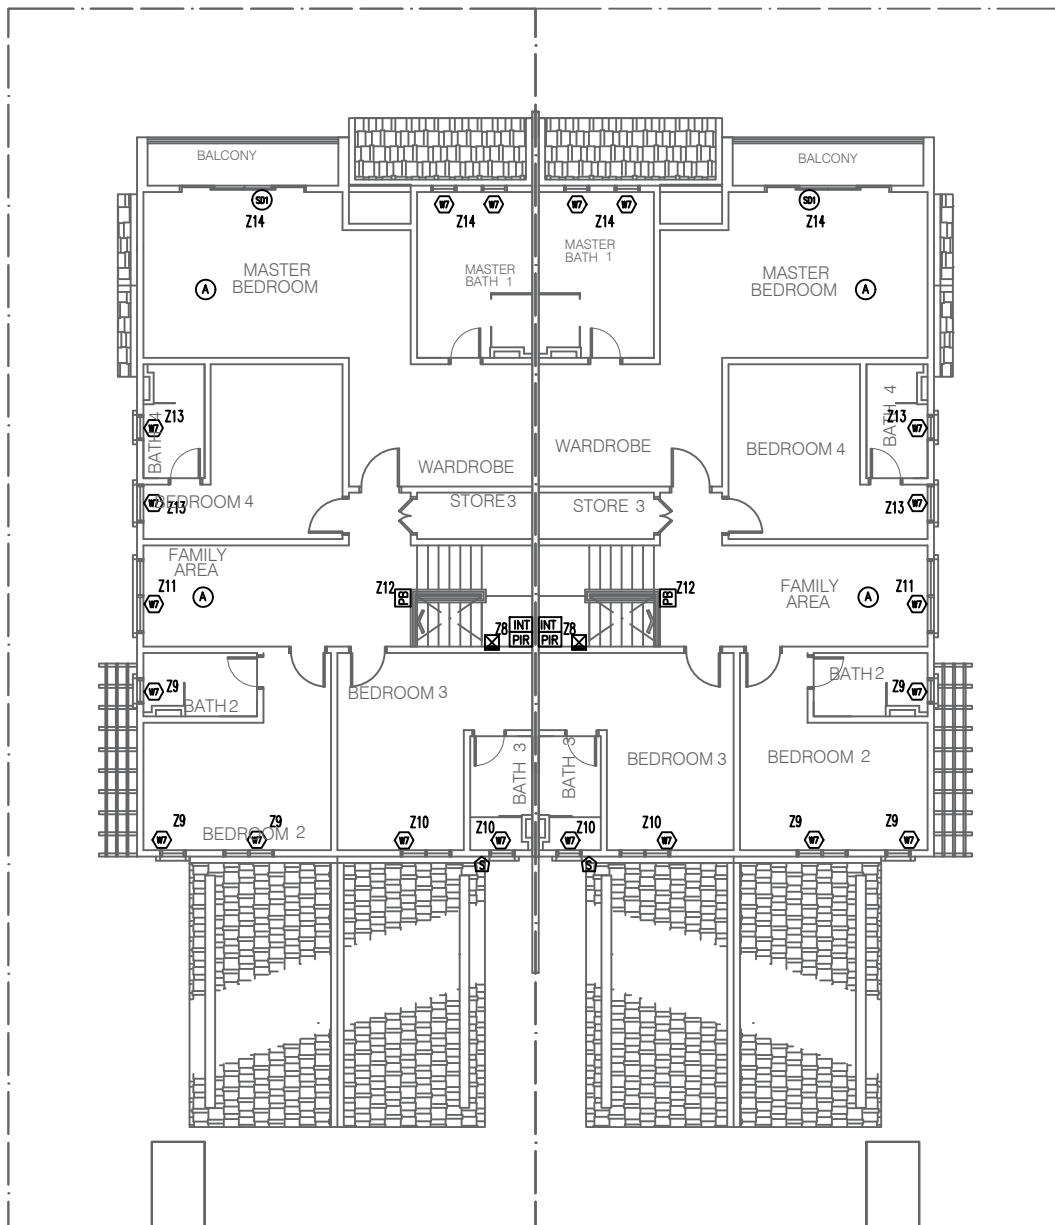 BALCONY
BALCONY
SD1
W7
W7
W7
W7
SD1
Z14
Z14
Z14
Z14
MASTER
BATH 1
MASTER
BEDROOM
MASTER
BATH 1
MASTER
BEDROOM
A
A
BATH 4
Z13
W7
BATH 4
Z13
W7
WARDROBE
WARDROBE
BEDROOM 4
BEDROOM 4
W7
Z13
STORE 3
STORE 3
Z13
W7
FAMILY
AREA
FAMILY
AREA
Z11
W7
A
Z12
PB
PB
Z12
A
Z11
W7
Z8
INT
PIR
INT
PIR
Z8
BATH 2
BATH 2
W7
Z9
Z9
W7
BEDROOM 3
BEDROOM 3
BATH 3
BATH 3
BEDROOM 2
BEDROOM 2
Z9
W7
Z9
W7
Z10
W7
Z10
W7
Z10
W7
Z10
W7
Z9
W7
Z9
W7
S
S